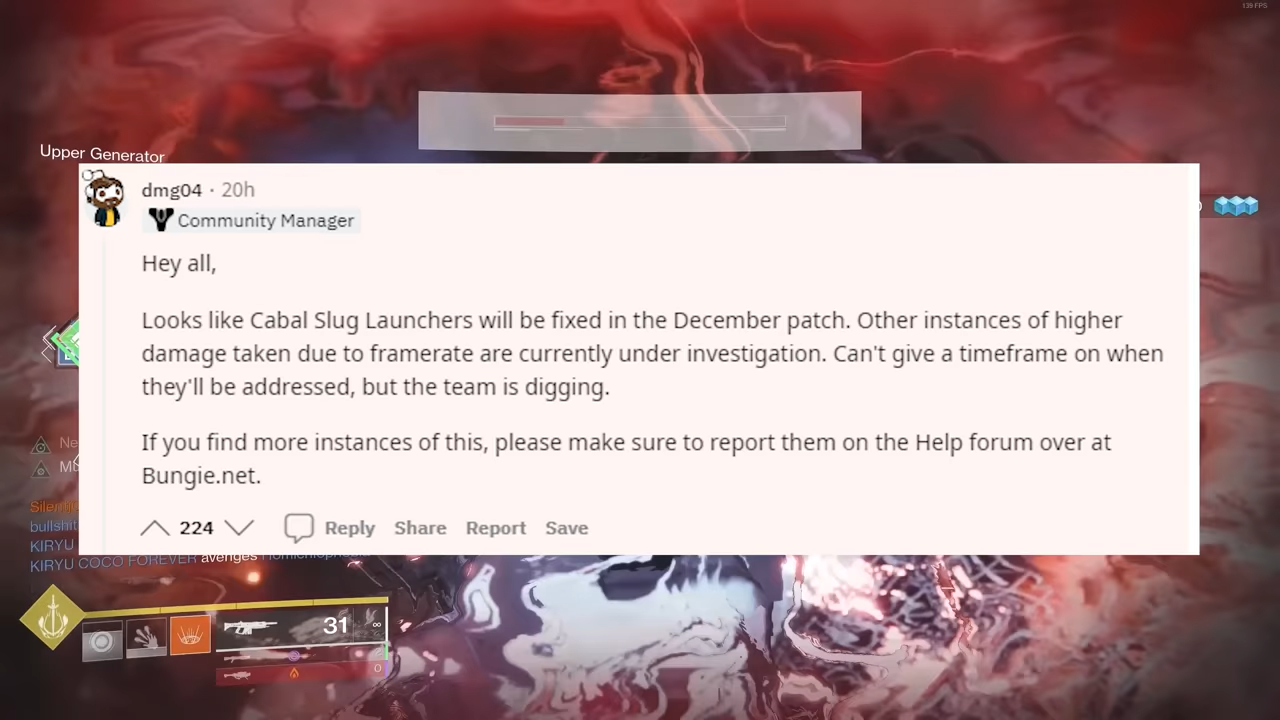 139 FPS
Upper Generator
dmg04 · 20h
Community Manager
Hey all,
Looks like Cabal Slug Launchers will be fixed in the December patch. Other instances of higher
damage taken due to framerate are currently under investigation. Can't give a timeframe on when
they'll be addressed, but the team is digging.
If you find more instances of this, please make sure to report them on the Help forum over at
Bungie.net.
224 Reply Share Report Save
KIRYU
KIRYU COCO FOREVER avenges
31 ∞
0